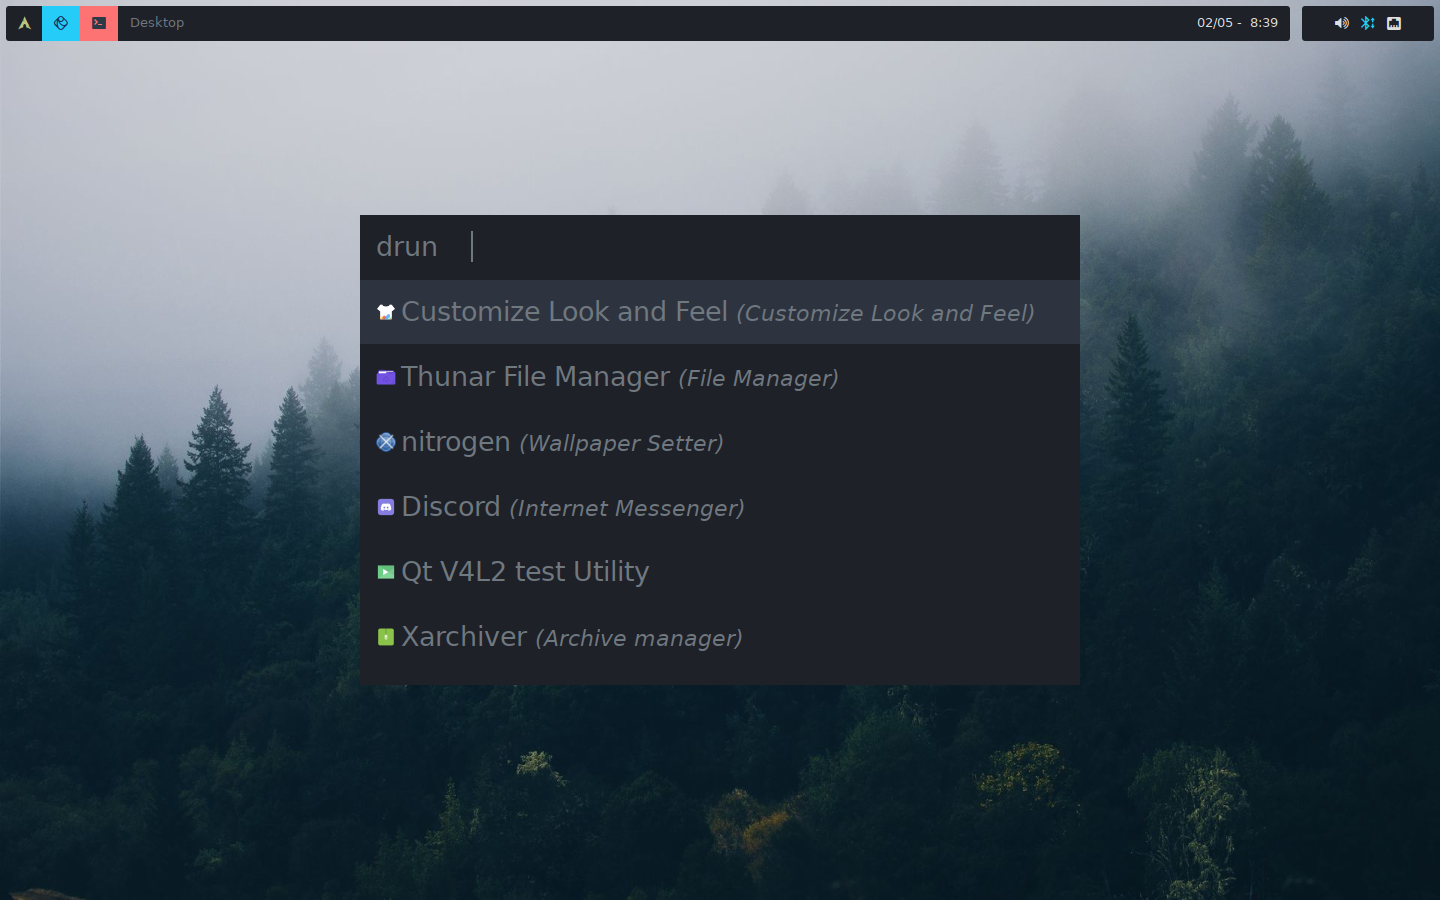 Desktop
02/05 - 8:39
drun
Customize Look and Feel (Customize Look and Feel)
Thunar File Manager (File Manager)
nitrogen (Wallpaper Setter)
Discord (Internet Messenger)
Qt V4L2 test Utility
Xarchiver (Archive manager)